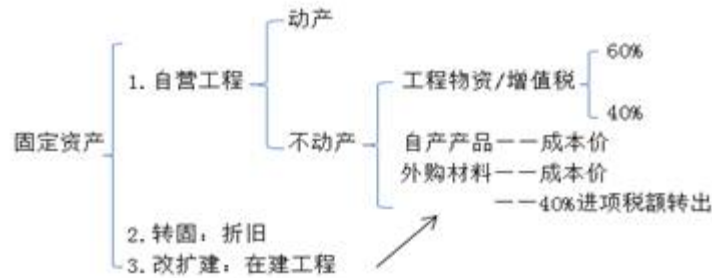 动产
60%
1. 自营工程
工程物资/增值税
40%
固定资产
不动产
自产产品——成本价
外购材料——成本价
——40%进项税额转出
2. 转固：折旧
3. 改扩建：在建工程